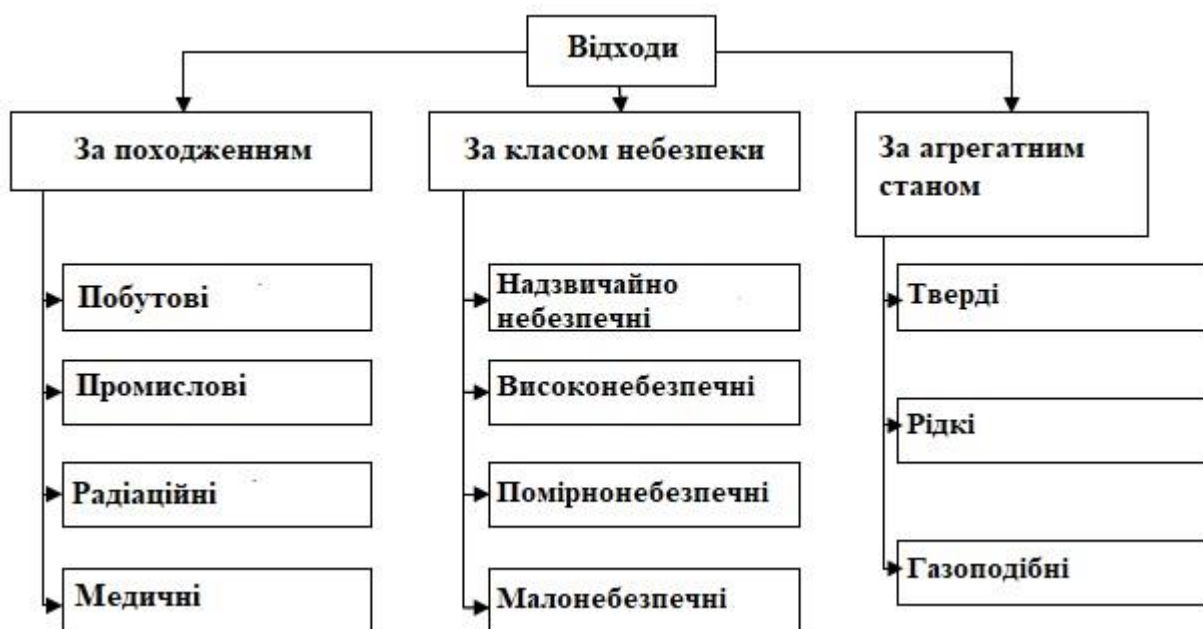 Відходи
За походженням
Побутові
Промислові
Радіаційні
Медичні
За класом небезпеки
Надзвичайно
небезпечні
Високонебезпечні
Помірнонебезпечні
Малонебезпечні
За агрегатним
станом
Тверді
Рідкі
Газоподібні